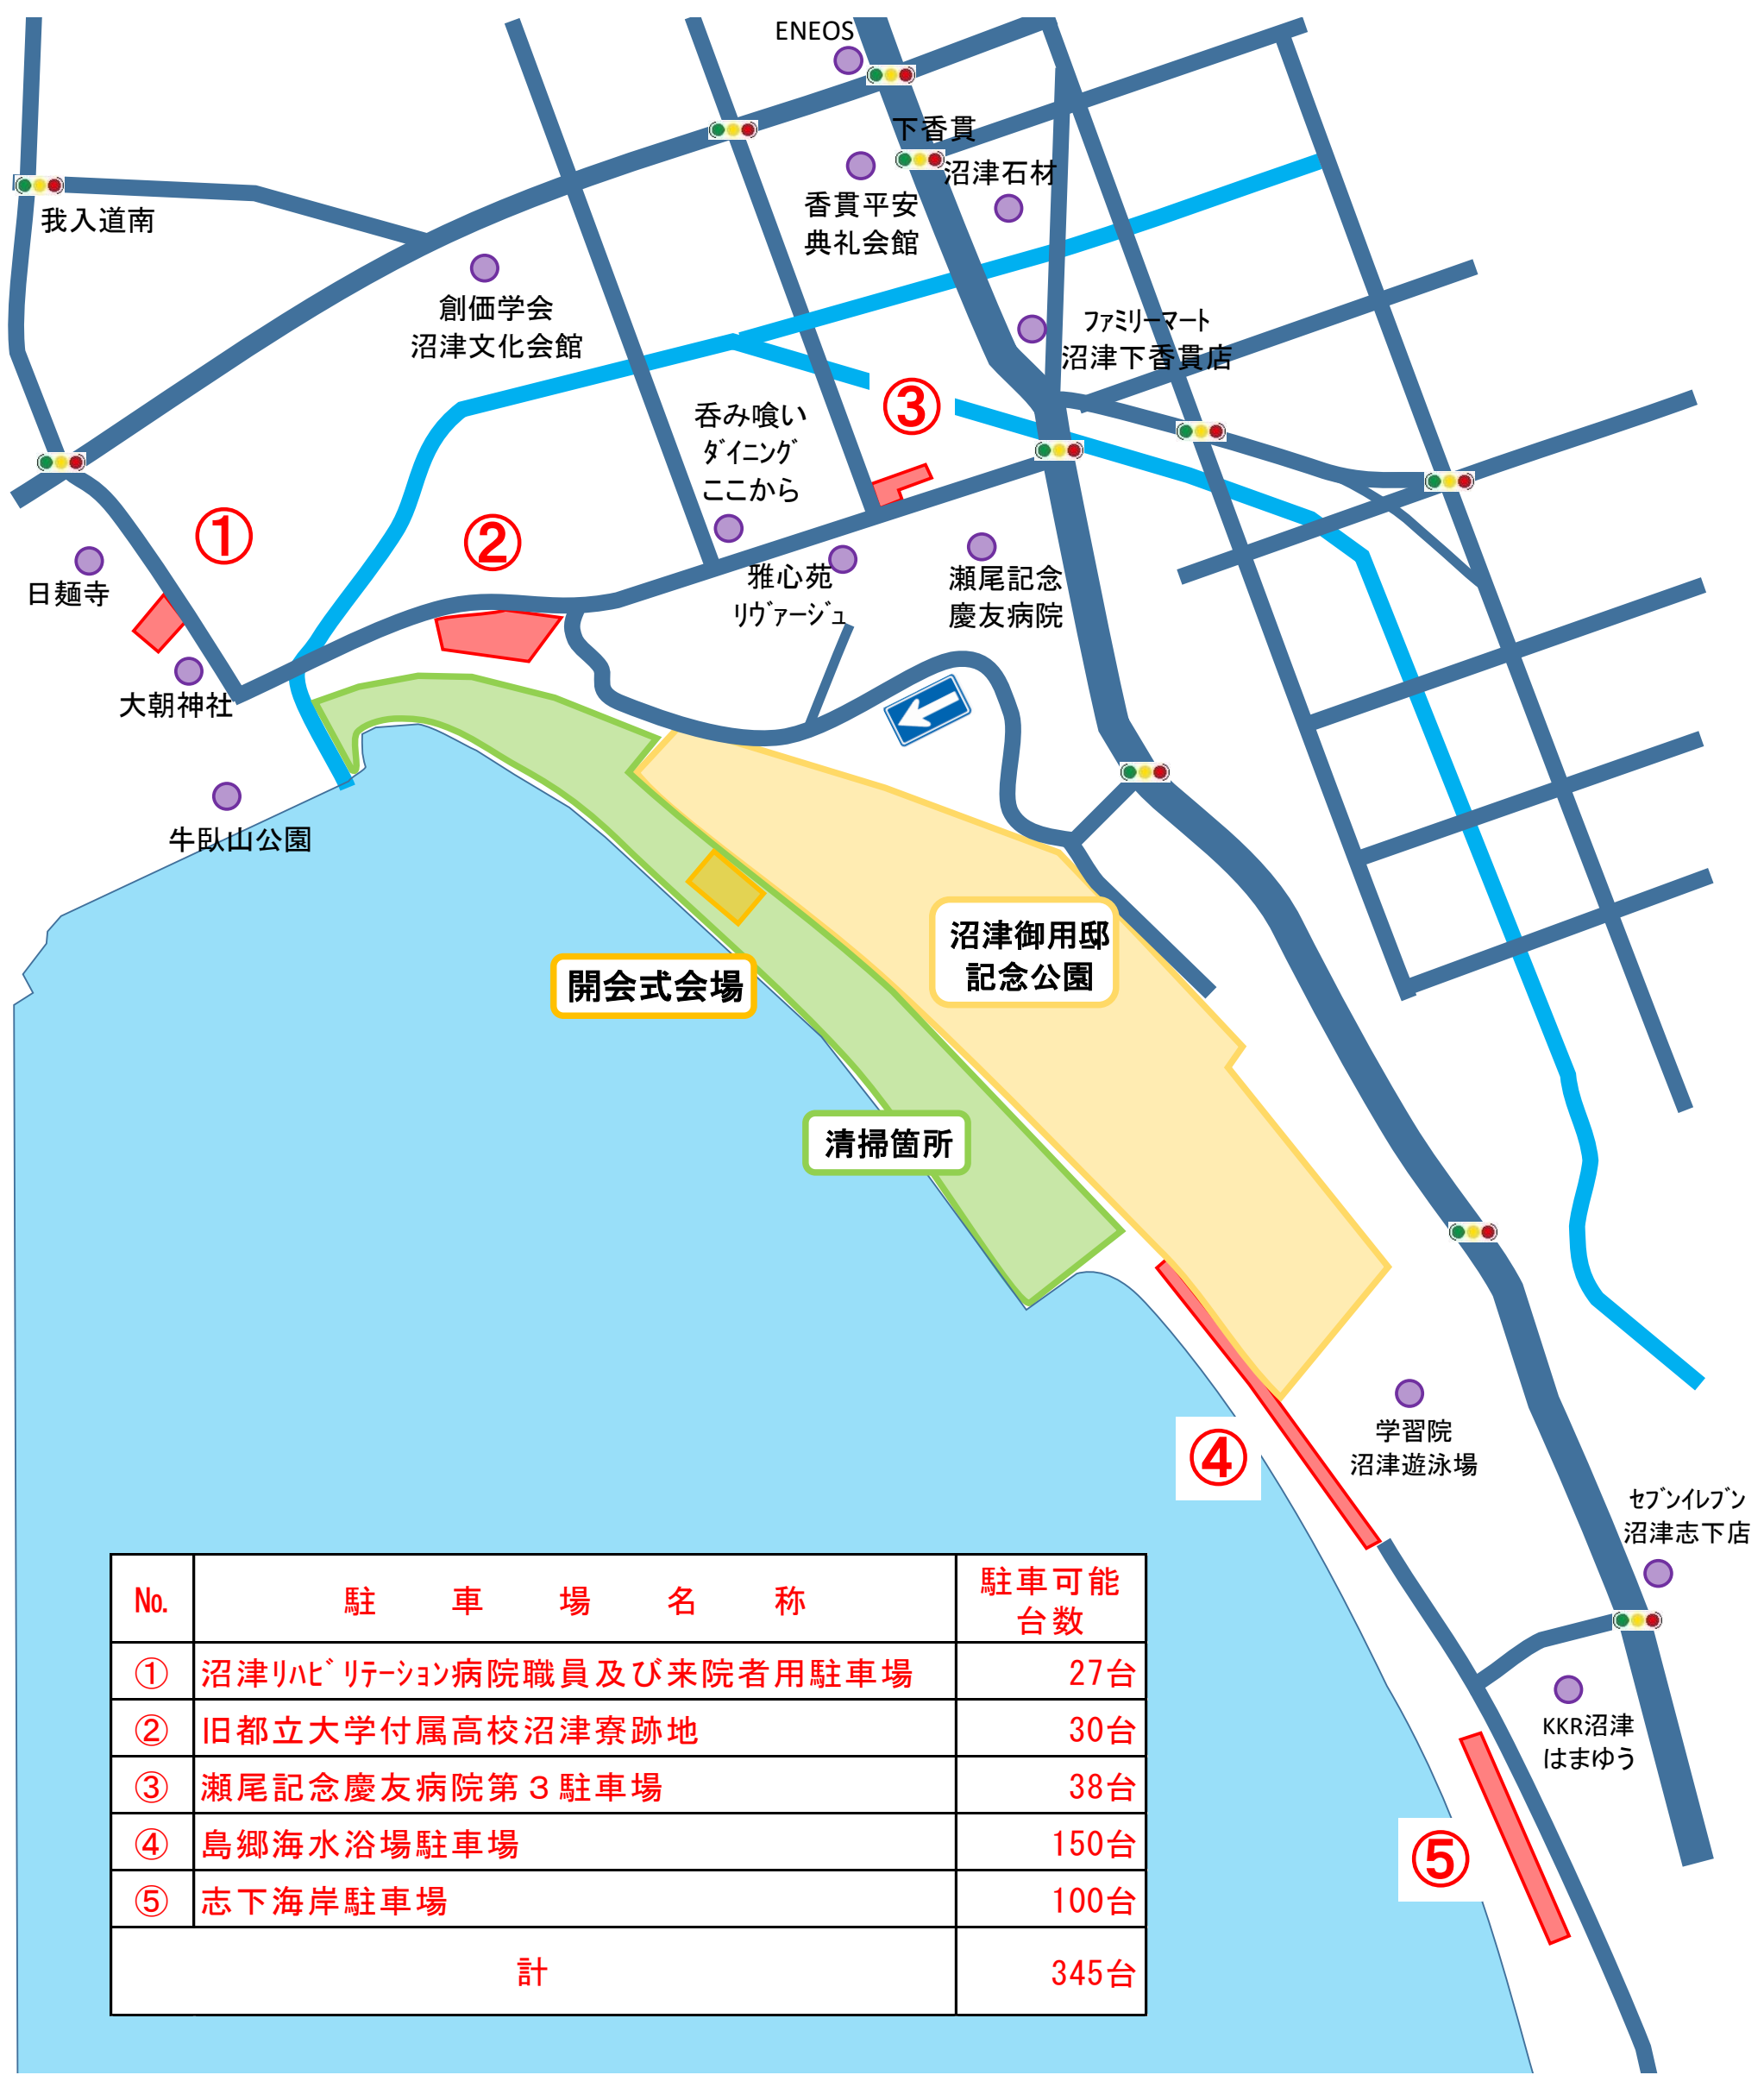 ENEOS
下香貫
沼津石材
香貫平安
典礼会館
我入道南
創価学会
沼津文化会館
ﾌｧﾐﾘｰﾏｰﾄ
沼津下香貫店
③
呑み喰い
ﾀﾞｲﾆﾝｸﾞ
ここから
①
②
日麺寺
雅心苑
ﾘヴｧｰｼﾞｭ
瀬尾記念
慶友病院
大朝神社
牛臥山公園
沼津御用邸
記念公園
開会式会場
清掃箇所
④
学習院
沼津遊泳場
ｾﾌﾞﾝｲﾚﾌﾞﾝ
沼津志下店
KKR沼津
はまゆう
⑤
№ 駐車場名称 駐車可能
台数
① 沼津ﾘﾊﾋﾞﾘﾃｰｼｮﾝ病院職員及び来院者用駐車場 27台
② 旧都立大学付属高校沼津寮跡地 30台
③ 瀬尾記念慶友病院第３駐車場 38台
④ 島郷海水浴場駐車場 150台
⑤ 志下海岸駐車場 100台
計 345台